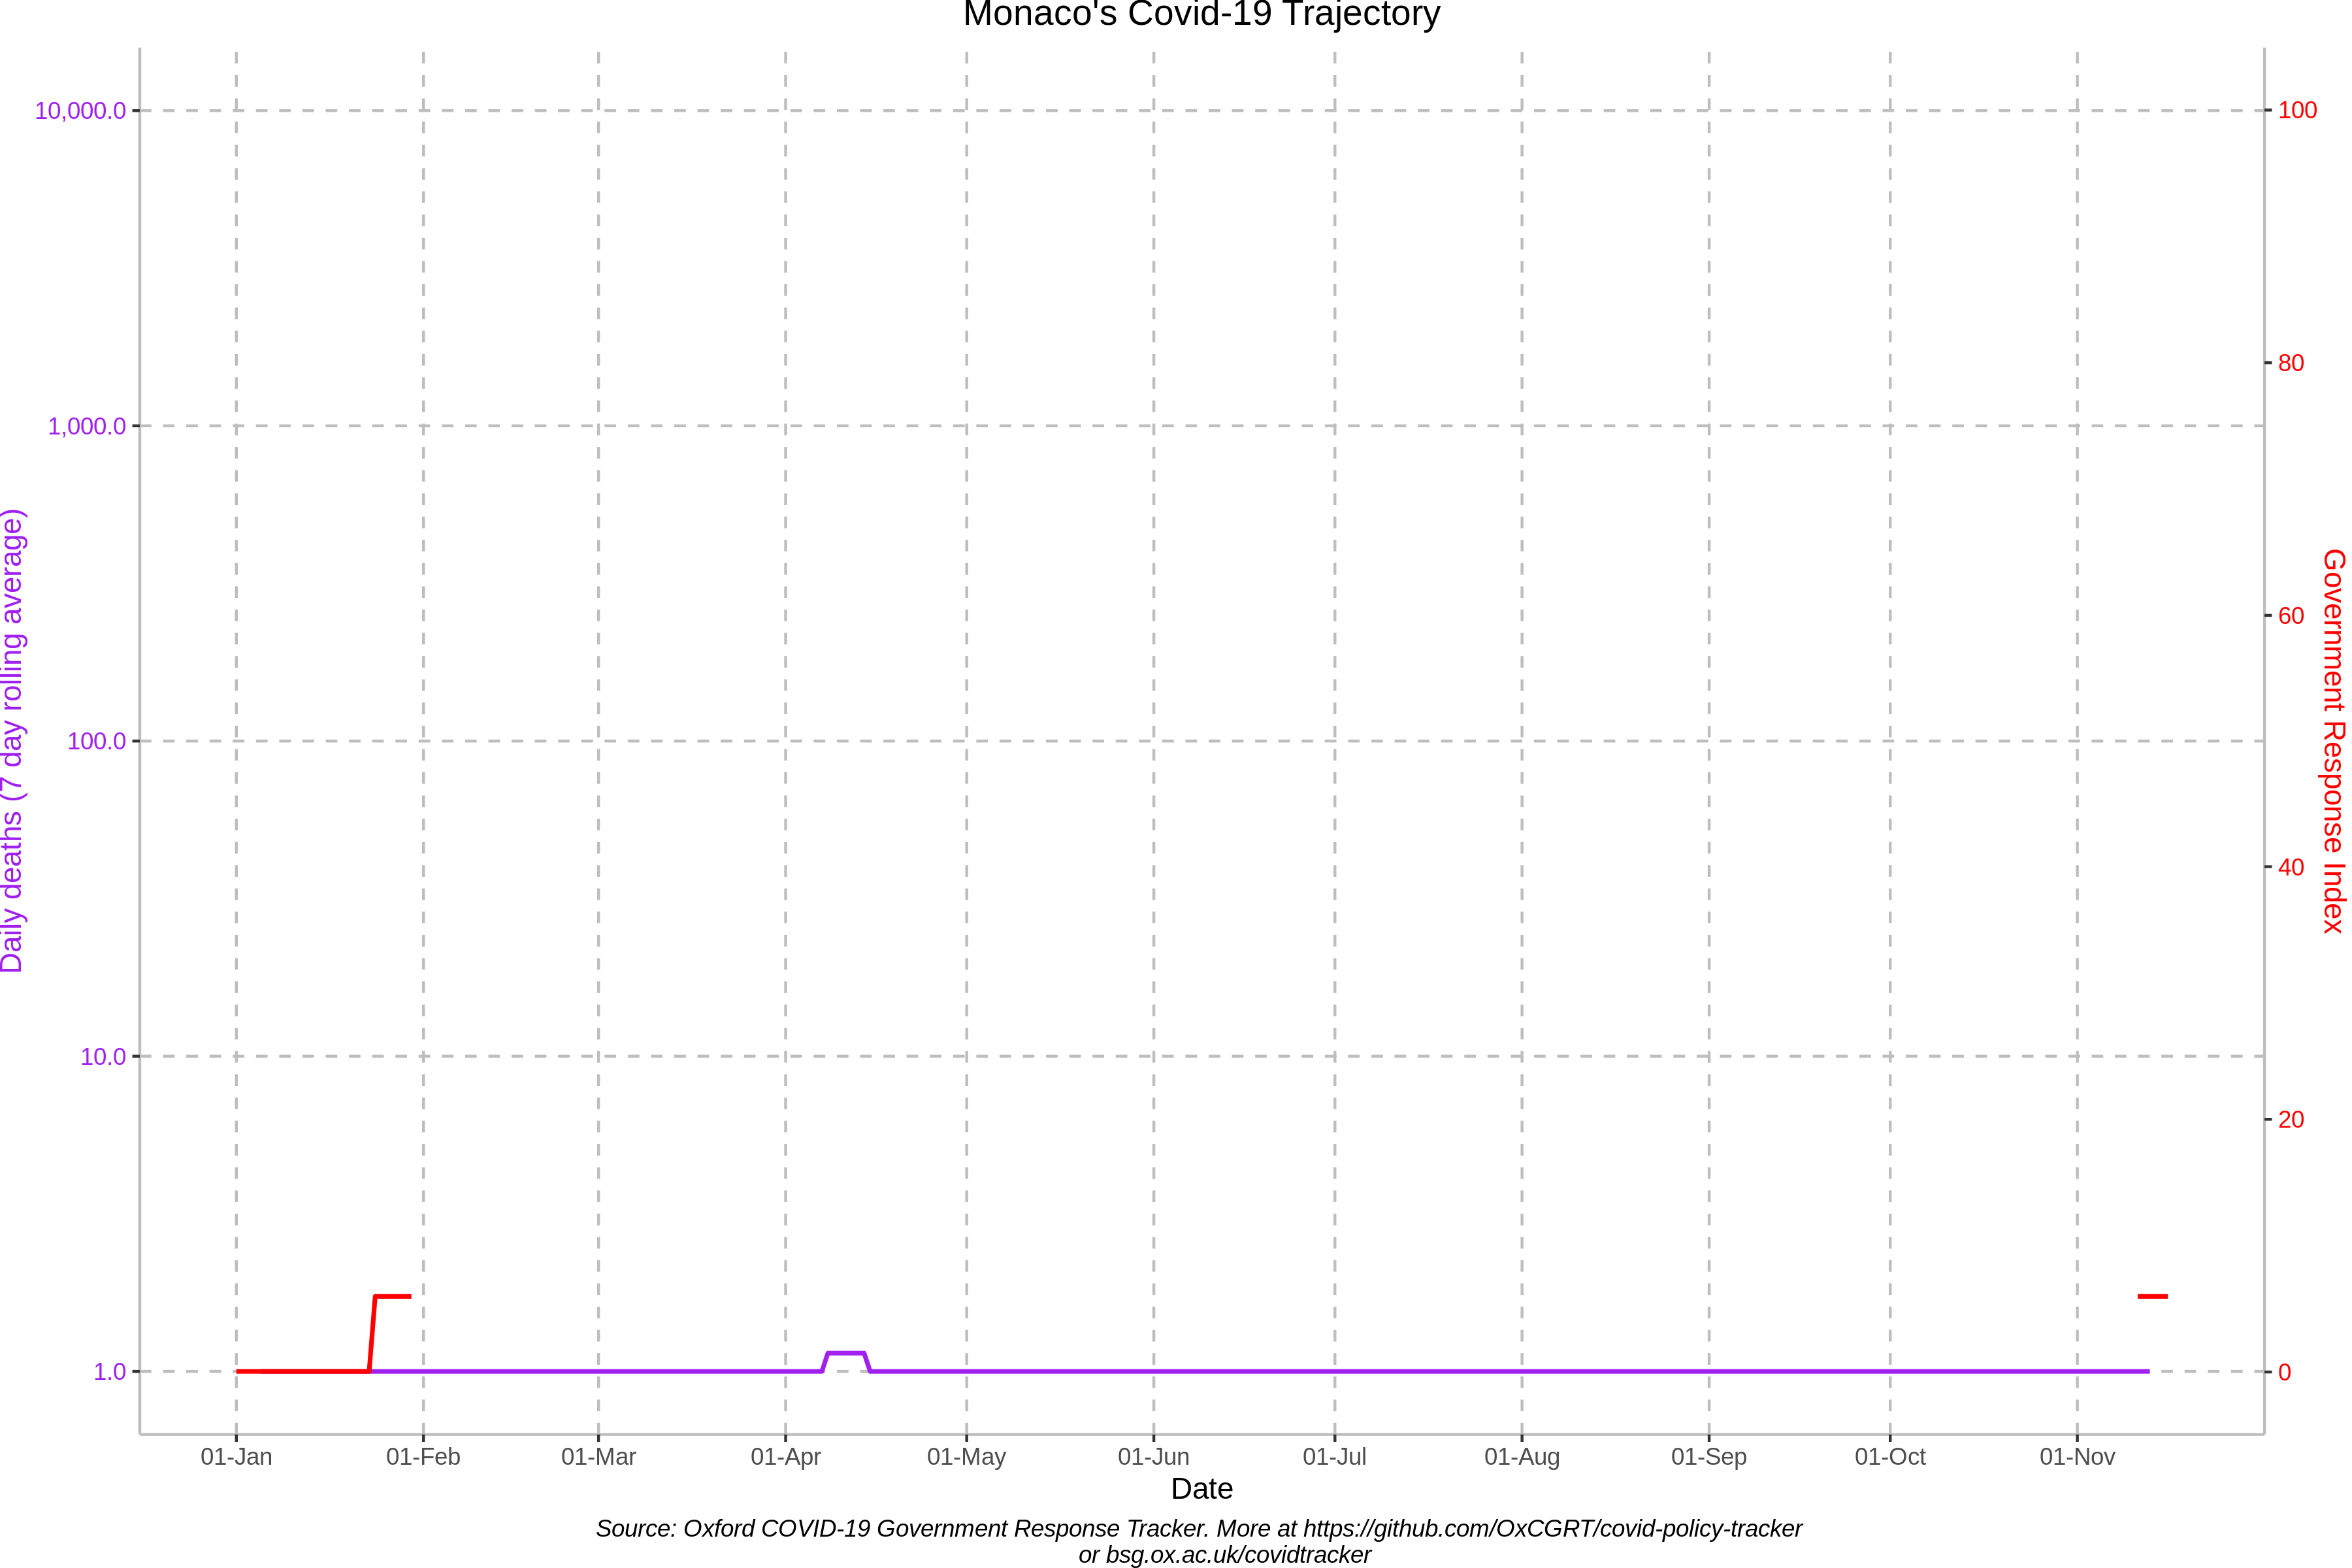 Monaco's Covid-19 Trajectory
10,000.0
1,000.0
100.0
10.0
1.0
Daily deaths (7 day rolling average)
100
80
60
40
20
0
Government Response Index
01-Jan 01-Feb 01-Mar 01-Apr 01-May 01-Jun 01-Jul 01-Aug 01-Sep 01-Oct 01-Nov
Date
Source: Oxford COVID-19 Government Response Tracker. More at https://github.com/OxCGRT/covid-policy-tracker
or bsg.ox.ac.uk/covidtracker